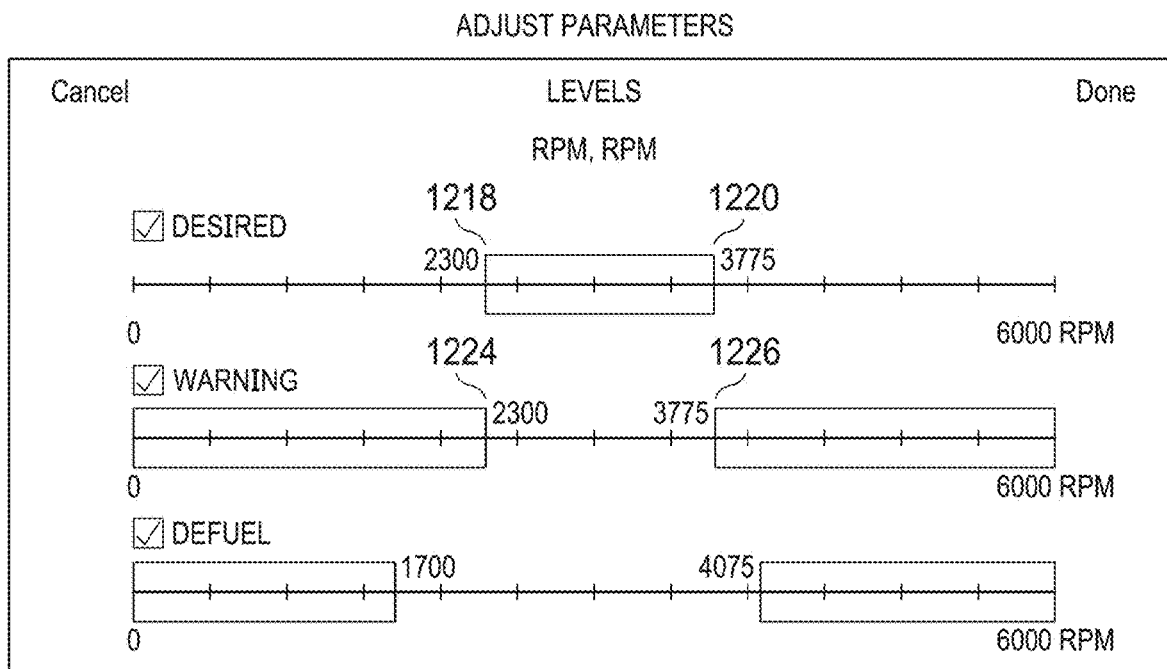 ADJUST PARAMETERS
Cancel LEVELS Done
RPM, RPM
1218 1220
DESIRED
2300 3775
0 6000 RPM
1224 1226
WARNING
2300 3775
0 6000 RPM
DEFUEL
1700 4075
0 6000 RPM